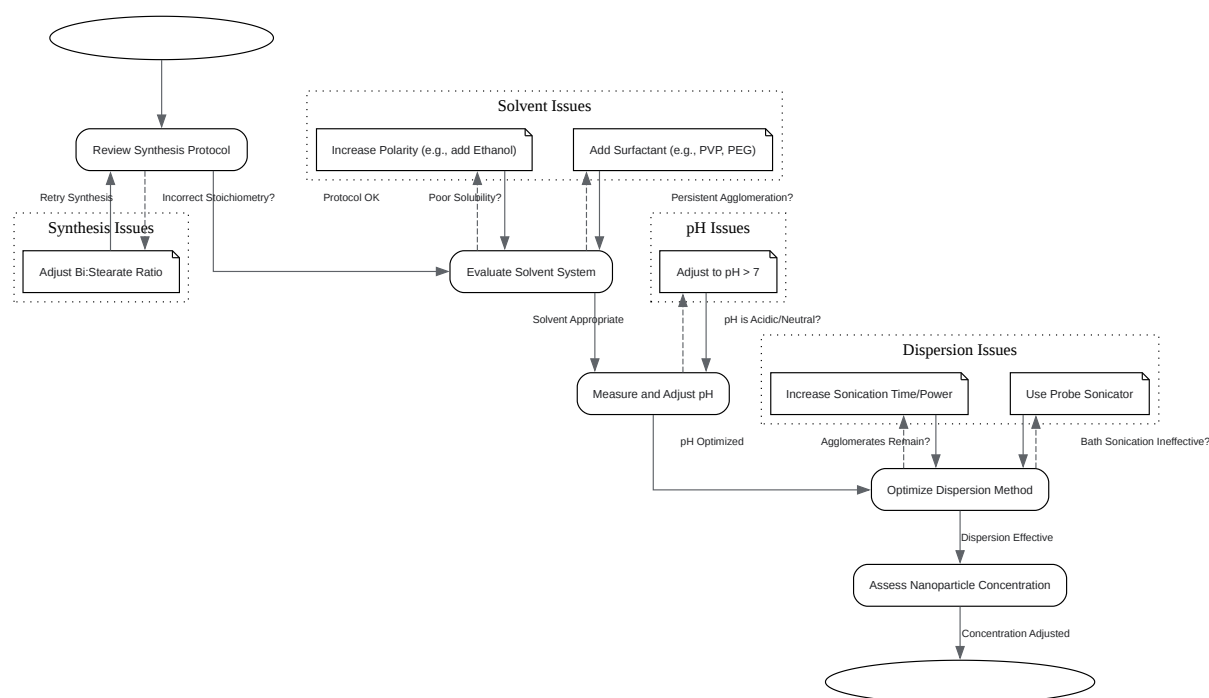 Solvent Issues
Review Synthesis Protocol
Increase Polarity (e.g., add Ethanol)
Add Surfactant (e.g., PVP, PEG)
Retry Synthesis
Incorrect Stoichiometry?
Protocol OK
Poor Solubility?
Persistent Agglomeration?
Synthesis Issues
pH Issues
Adjust Bi:Stearate Ratio
Evaluate Solvent System
Adjust to pH > 7
Solvent Appropriate
pH is Acidic/Neutral?
Dispersion Issues
Measure and Adjust pH
Increase Sonication Time/Power
Use Probe Sonicator
pH Optimized
Agglomerates Remain?
Bath Sonication Ineffective?
Optimize Dispersion Method
Dispersion Effective
Assess Nanoparticle Concentration
Concentration Adjusted